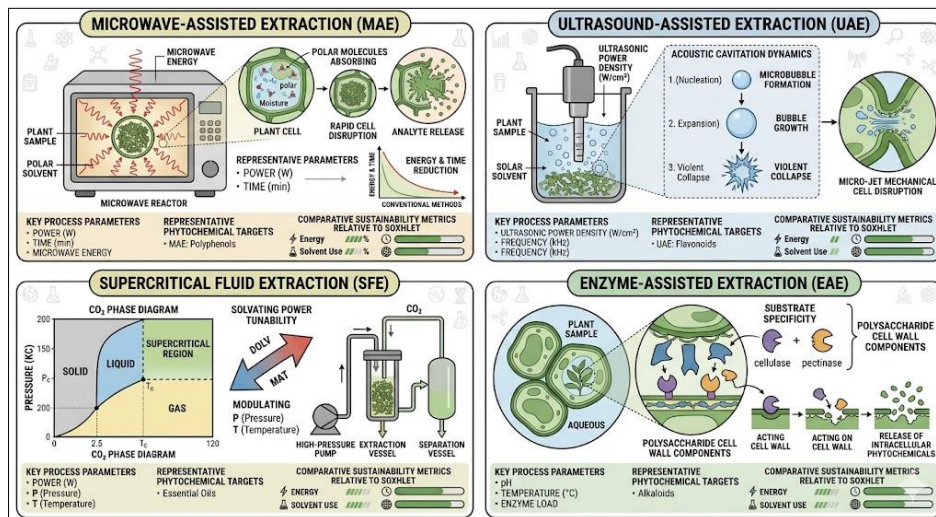 MICROWAVE-ASSISTED EXTRACTION (MAE)
MICROWAVE
ENERGY
POLAR MOLECULES
ABSORBING
polar
Moisture
PLANT CELL
RAPID CELL
DISRUPTION
ANALYTE RELEASE
PLANT
SAMPLE
POLAR
SOLVENT
MICROWAVE REACTOR
REPRESENTAIVE PARAMETERS
• POWER (W)
• TIME (min)
ENERGY & TIME
ENERGY & TIME
REDUCTION
CONVENTIONAL METHODS
KEY PROCESS PARAMETERS
• POWER (W)
• TIME (min)
• MICROWAVE ENERGY
REPRESENTATIVE
PHYTOCHEMICAL TARGETS
• MAE: Polyphenols
COMPARATIVE SUSTAINABILITY METRICS
RELATIVE TO SOXHLET
Energy %
Solvent Use %
ULTRASOUND-ASSISTED EXTRACTION (UAE)
ULTRASONIC
POWER
DENSITY
(W/cm²)
PLANT
SAMPLE
SOLAR
SOLVENT
ACOUSTIC CAVITATION DYNAMICS
1.(Nucleation)
MICROBUBBLE
FORMATION
2. Expansion)
BUBBLE
GROWTH
3. Violent
Collapse)
VIOLENT
COLLAPSE
MICRO-JET MECHANICAL
CELL DISRUPTION
KEY PROCESS PARAMETERS
• ULTRASONIC POWER DENSITY (W/cm²)
• FREQUENCY (kHz)
• FREQUENCY (kHz)
REPRESENTATIVE
PHYTOCHEMICAL TARGETS
UAE: Flavonoids
COMPARATIVE SUSTAINABILITY METRICS
RELATIVE TO SOXHLET
Energy
Solvent Use
SUPERCRITICAL FLUID EXTRACTION (SFE)
CO₂ PHASE DIAGRAM
PRESSURE (KO)
200
150
Pc
200
0
SOLID
LIQUID
SUPERCRITICAL
REGION
Tc
GAS
0
2.5
Tc
120
CO₂ PHASE DIAGRAM
SOLVATING POWER
TUNABILITY
DOLV
MAT
MODULATING
P (Pressure)
T (Temperature)
CO₂
HIGH-PRESSURE
PUMP
EXTRACTION
VESSEL
SEPARATION
VESSEL
KEY PROCESS PARAMETERS
• POWER (W)
• P (Pressure)
• T (Temperature)
REPRESENTATIVE
PHYTOCHEMICAL TARGETS
• Essential Oils
COMPARATIVE SUSTAINABILITY METRICS
RELATIVE TO SOXHLET
ENERGY
SOLVENT USE
ENZYME-ASSISTED EXTRACTION (EAE)
PLANT
SAMPLE
AQUEOUS
SUBSTRATE
SPECIFICITY
cellulase
+
pectinase
POLYSACCHARIDE
CELL WALL
COMPONENTS
POLYSACCHARIDE CELL
WALL COMPONENTS
ACTING
CELL WALL
ACTING ON
CELL WALL
RELEASE OF
INTRACELLULAR
PHYTOCHEMICALS
KEY PROCESS PARAMETERS
• pH
• TEMPERATURE (°C)
• ENZYME LOAD
REPRESENTATIVE
PHYTOCHEMICAL TARGETS
• Alkaloids
COMPARATIVE SUSTAINABILITY METRICS
RELATIVE TO SOXHLET
ENERGY
SOLVENT USE